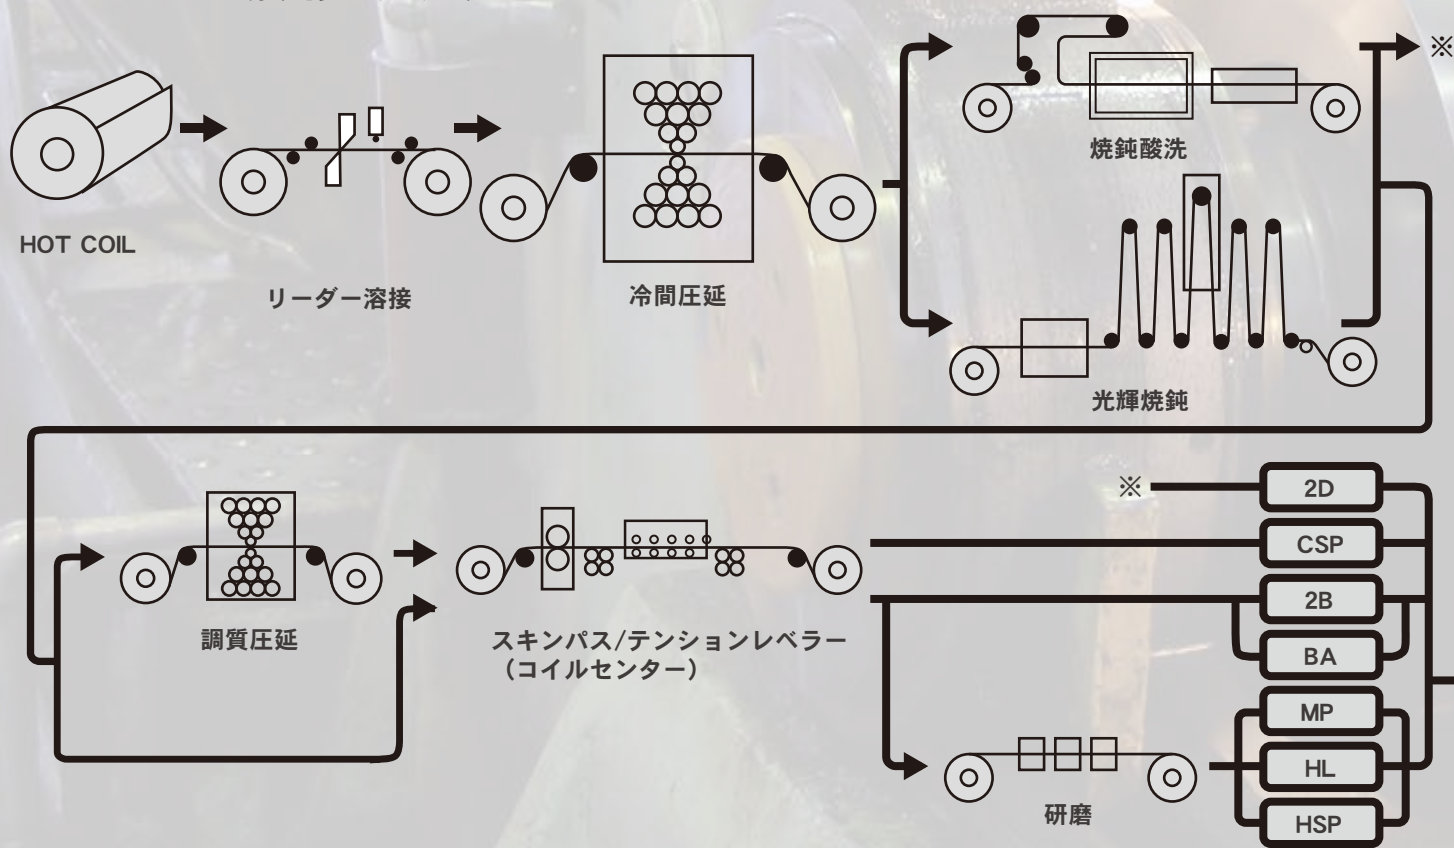 ※
焼鈍酸洗
HOT COIL
リーダー溶接
冷間圧延
光輝焼鈍
※
2D
CSP
2B
BA
調質圧延
スキンパス/テンションレベラー
（コイルセンター）
MP
HL
HSP
研磨